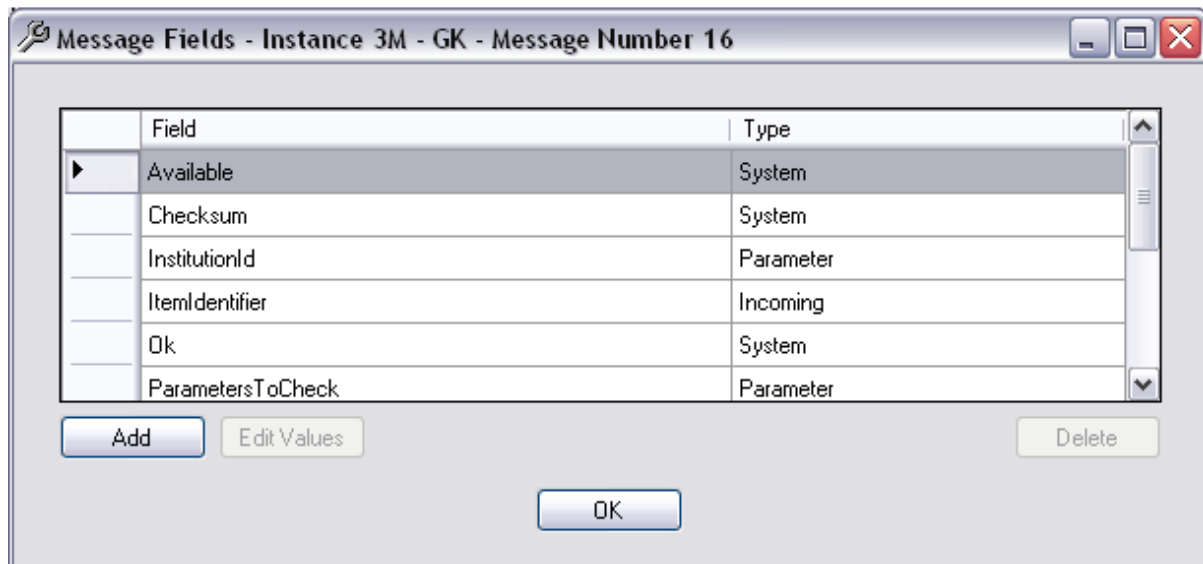 Message Fields - Instance 3M - GK - Message Number 16
Field Type
Available System
Checksum System
InstitutionId Parameter
ItemIdentifier Incoming
Ok System
ParametersToCheck Parameter
Add Edit Values Delete
OK